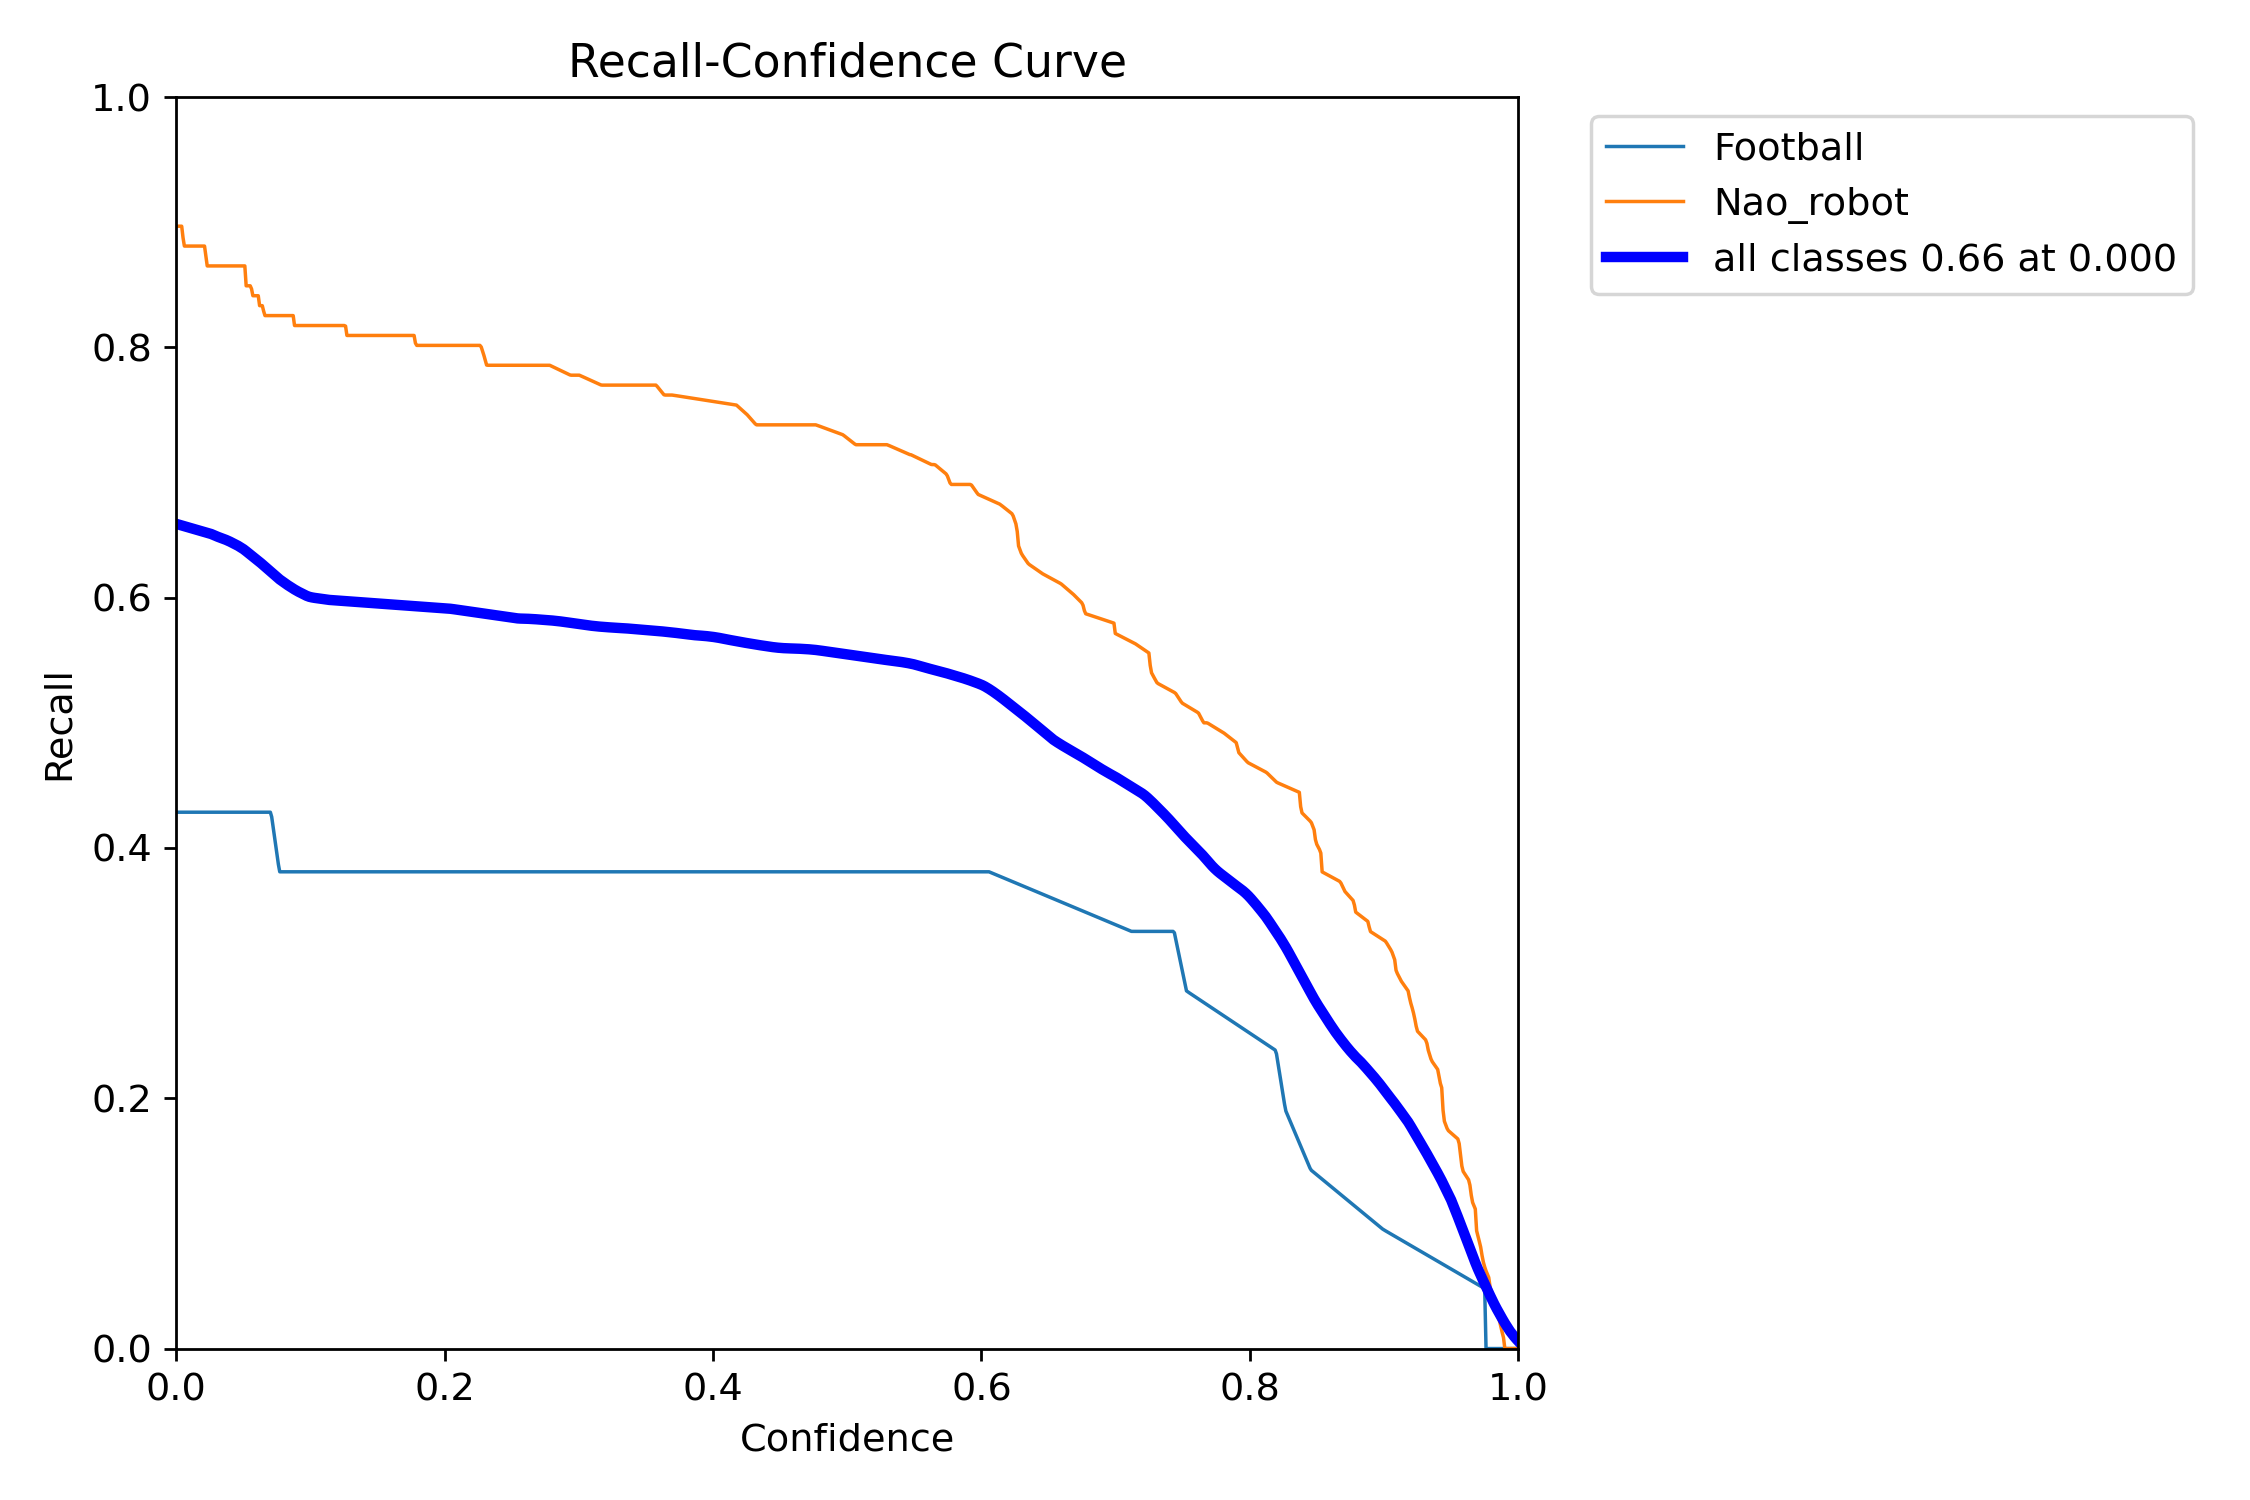 Recall-Confidence Curve
1.0
0.8
0.6
0.4
0.2
0.0
Recall
0.0 0.2 0.4 0.6 0.8 1.0
Confidence
Football
Nao_robot
all classes 0.66 at 0.000